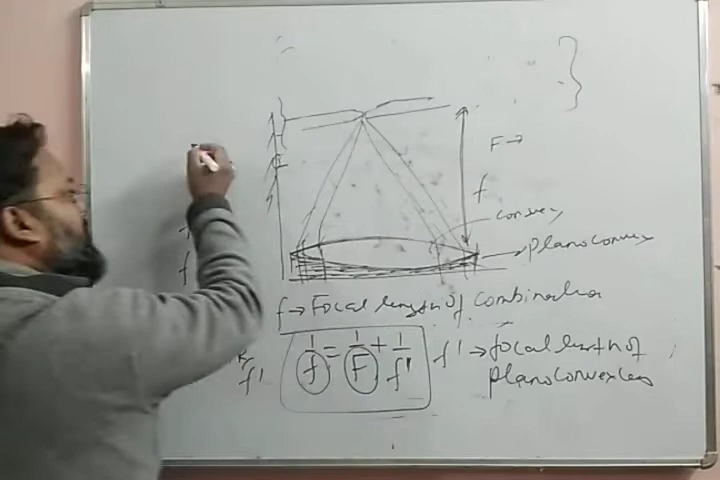 F →
f
convex
planoconvex
f → Focal length of combination
1/f = 1/F + 1/f'
f' → focal length of
planoconvex lens
f'